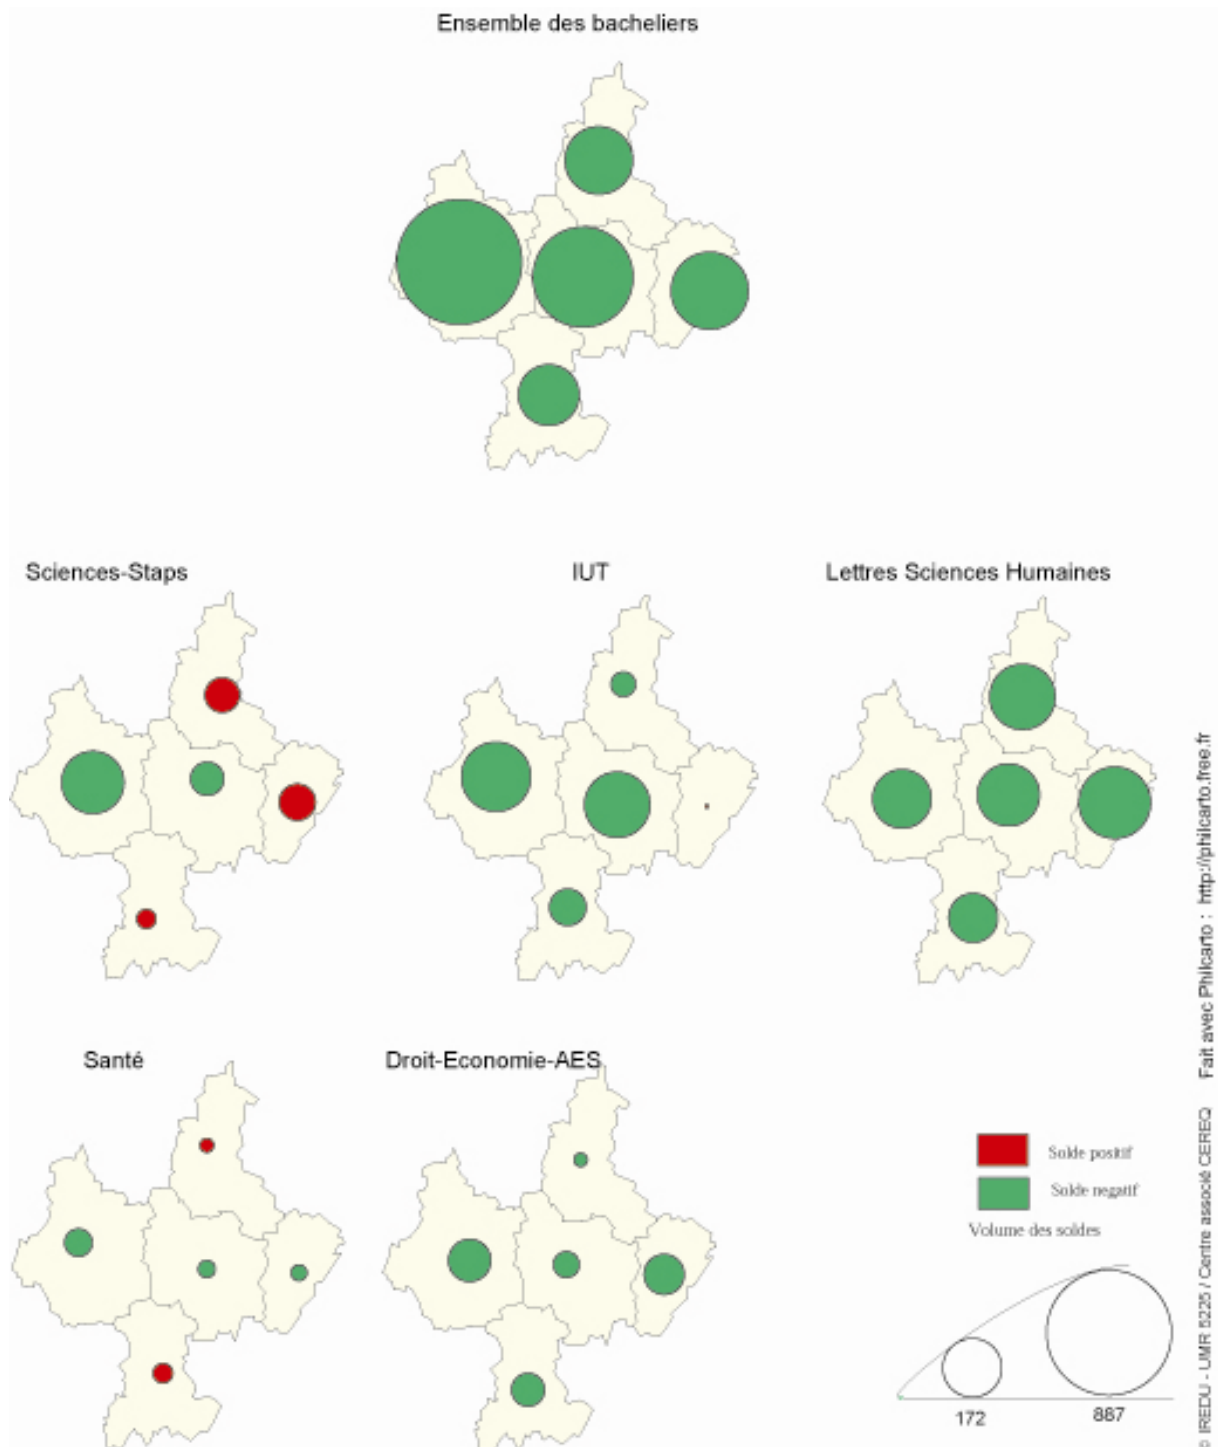 Ensemble des bacheliers
Sciences-Staps
IUT
Lettres Sciences Humaines
Santé
Droit-Economie-AES
Solde positif
Solde negatif
Volume des soldes
172
887
© IREDU - UMR 5225 / Centre associé CEREQ Fait avec Philcarto : http://philcarto.free.fr